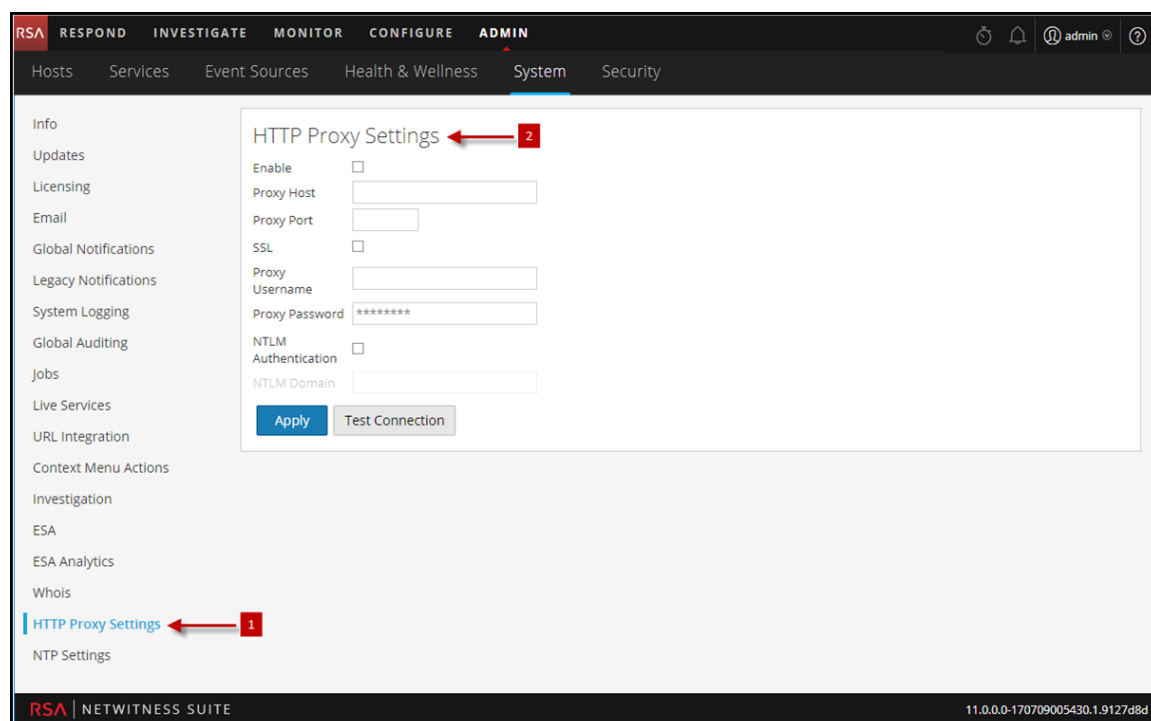 RSA RESPOND INVESTIGATE MONITOR CONFIGURE ADMIN admin ?
Hosts Services Event Sources Health & Wellness System Security
Info
Updates
Licensing
Email
Global Notifications
Legacy Notifications
System Logging
Global Auditing
Jobs
Live Services
URL Integration
Context Menu Actions
Investigation
ESA
ESA Analytics
Whois
HTTP Proxy Settings 1
NTP Settings
HTTP Proxy Settings 2
Enable
Proxy Host
Proxy Port
SSL
Proxy
Username
Proxy Password ********
NTLM
Authentication
NTLM Domain
Apply Test Connection
RSA | NETWITNESS SUITE 11.0.0.0-170709005430.1.9127d8d